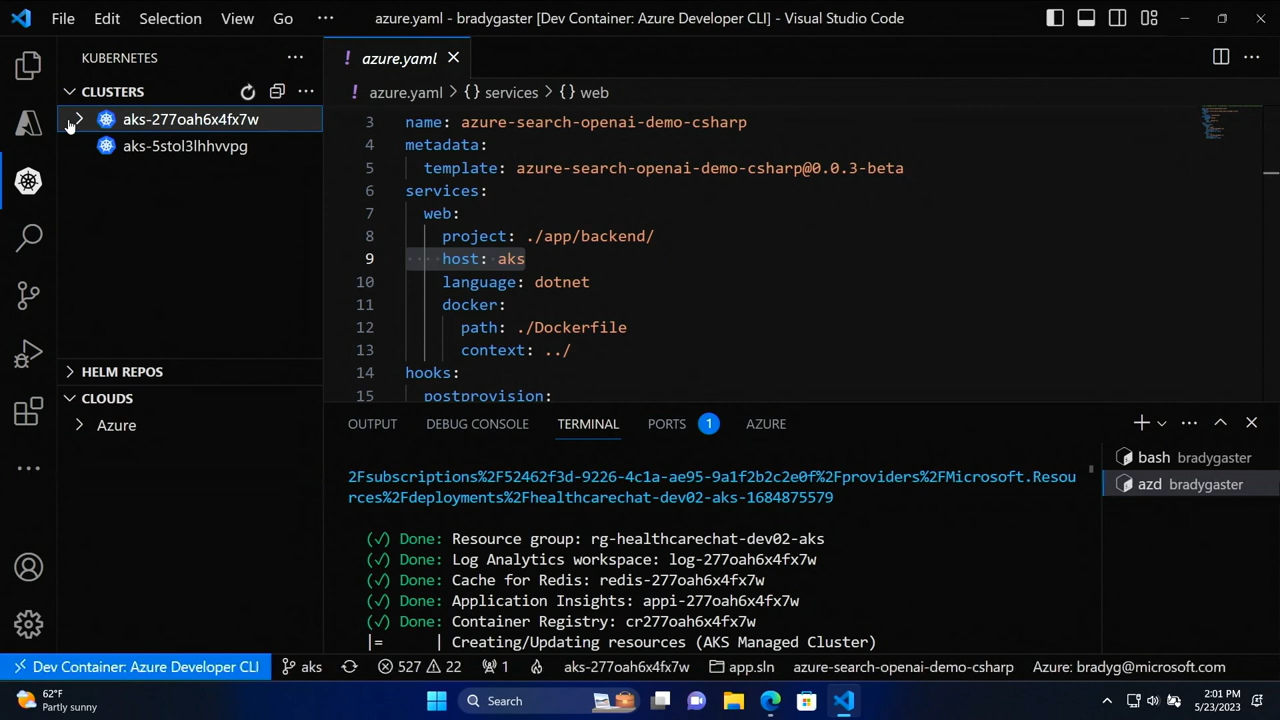 File Edit Selection View Go ··· azure.yaml - bradygaster [Dev Container: Azure Developer CLI] - Visual Studio Code
KUBERNETES
CLUSTERS
aks-277oah6x4fx7w
aks-5stol3lhhvvpg
HELM REPOS
CLOUDS
Azure
! azure.yaml
! azure.yaml > {} services > {} web
3 name: azure-search-openai-demo-csharp
4 metadata:
5 template: azure-search-openai-demo-csharp@0.0.3-beta
6 services:
7 web:
8 project: ./app/backend/
9 host: aks
10 language: dotnet
11 docker:
12 path: ./Dockerfile
13 context: ../
14 hooks:
15 postprovision:
OUTPUT DEBUG CONSOLE TERMINAL PORTS 1 AZURE
2Fsubscriptions%2F52462f3d-9226-4c1a-ae95-9a1f2b2c2e0f%2Fproviders%2FMicrosoft.Resou
rces%2Fdeployments%2Fhealthcarechat-dev02-aks-1684875579
(✓) Done: Resource group: rg-healthcarechat-dev02-aks
(✓) Done: Log Analytics workspace: log-277oah6x4fx7w
(✓) Done: Cache for Redis: redis-277oah6x4fx7w
(✓) Done: Application Insights: appi-277oah6x4fx7w
(✓) Done: Container Registry: cr277oah6x4fx7w
|= | Creating/Updating resources (AKS Managed Cluster)
bash bradygaster
azd bradygaster
Dev Container: Azure Developer CLI aks 527 22 1 aks-277oah6x4fx7w app.sln azure-search-openai-demo-csharp Azure: bradyg@microsoft.com
62°F
Partly sunny
Search
2:01 PM
5/23/2023